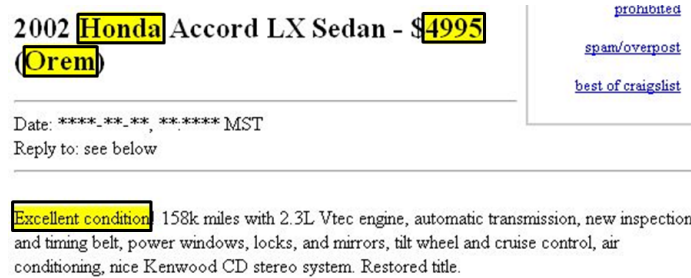 2002 Honda Accord LX Sedan - $4995
(Orem)
prohibited
spam/overpost
best of craigslist
Date: ****-**-**, **:**** MST
Reply to: see below
Excellent condition! 158k miles with 2.3L Vtec engine, automatic transmission, new inspection
and timing belt, power windows, locks, and mirrors, tilt wheel and cruise control, air
conditioning, nice Kenwood CD stereo system. Restored title.